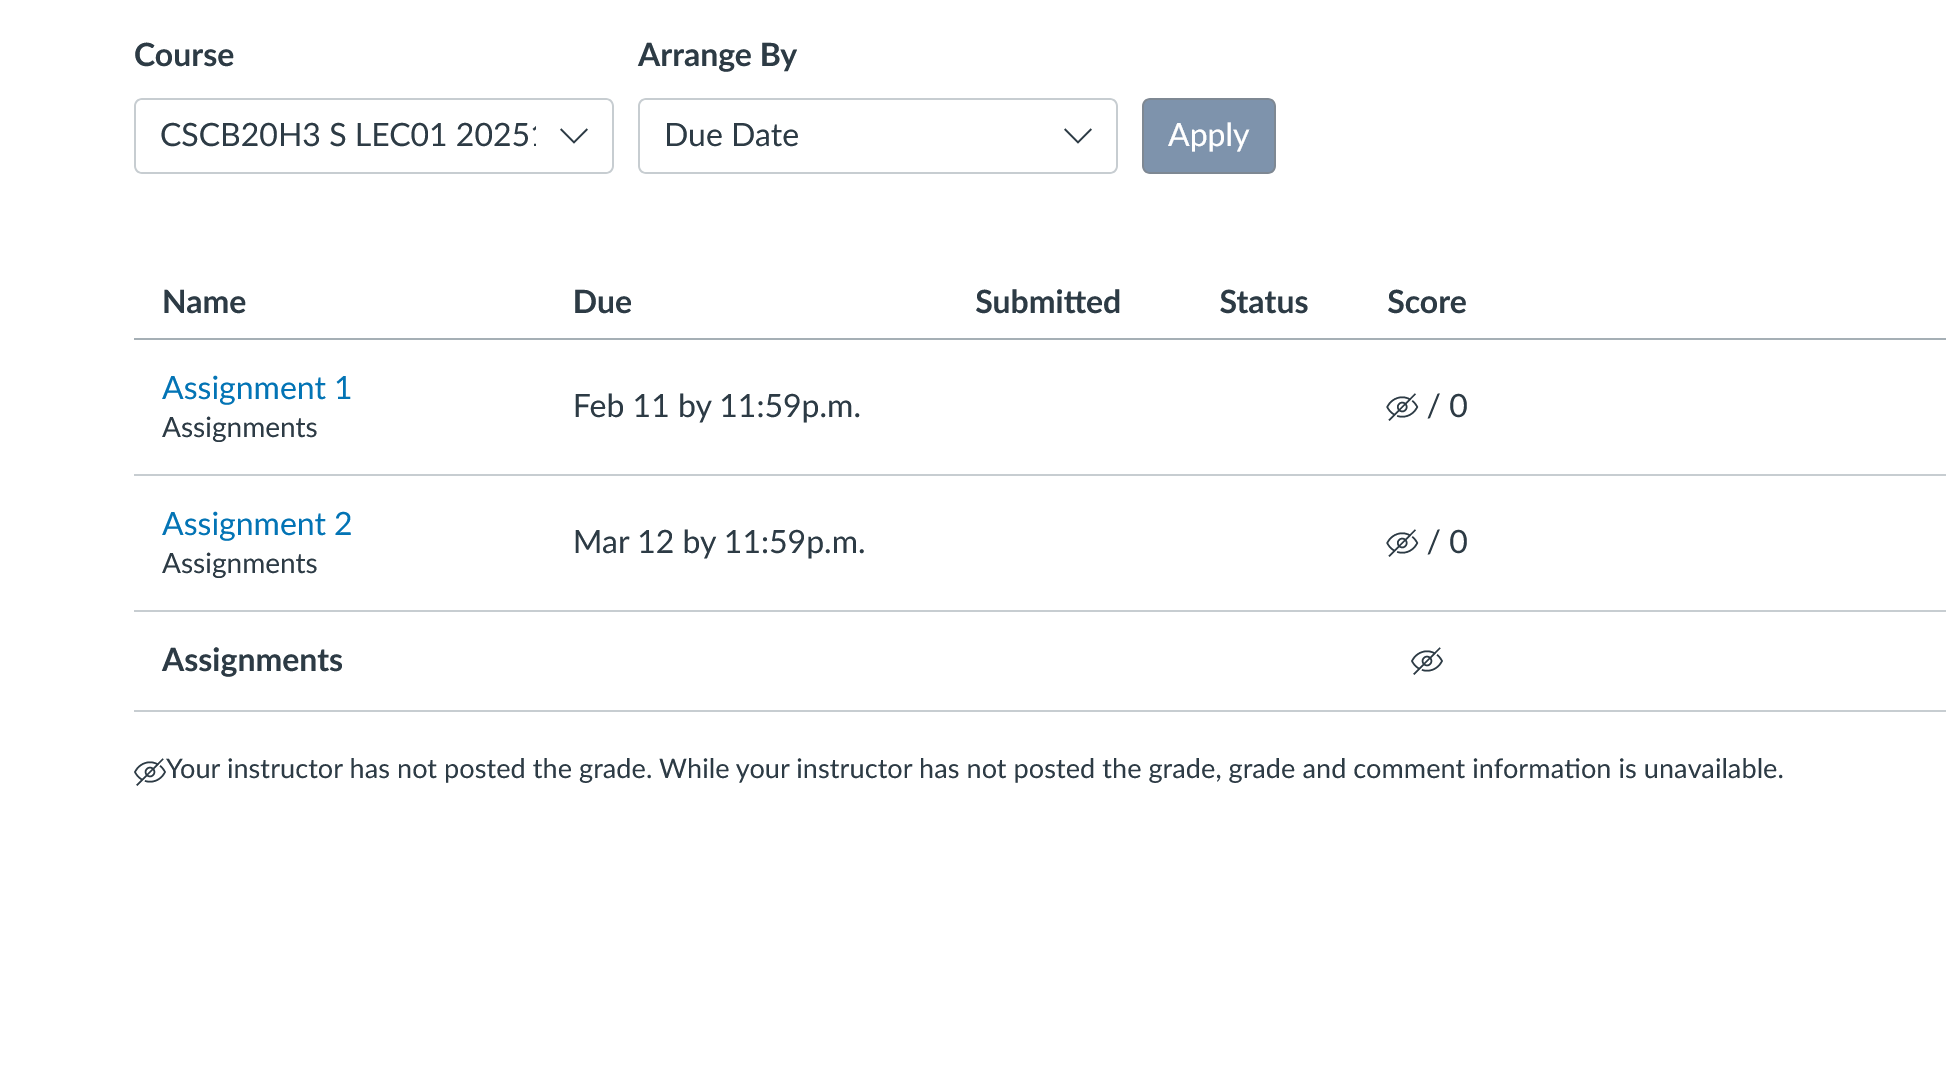 Course
Arrange By
CSCB20H3 S LEC01 2025
Due Date
Apply
Name Due Submitted Status Score
Assignment 1
Assignments
Feb 11 by 11:59p.m.
/ 0
Assignment 2
Assignments
Mar 12 by 11:59p.m.
/ 0
Assignments
Your instructor has not posted the grade. While your instructor has not posted the grade, grade and comment information is unavailable.